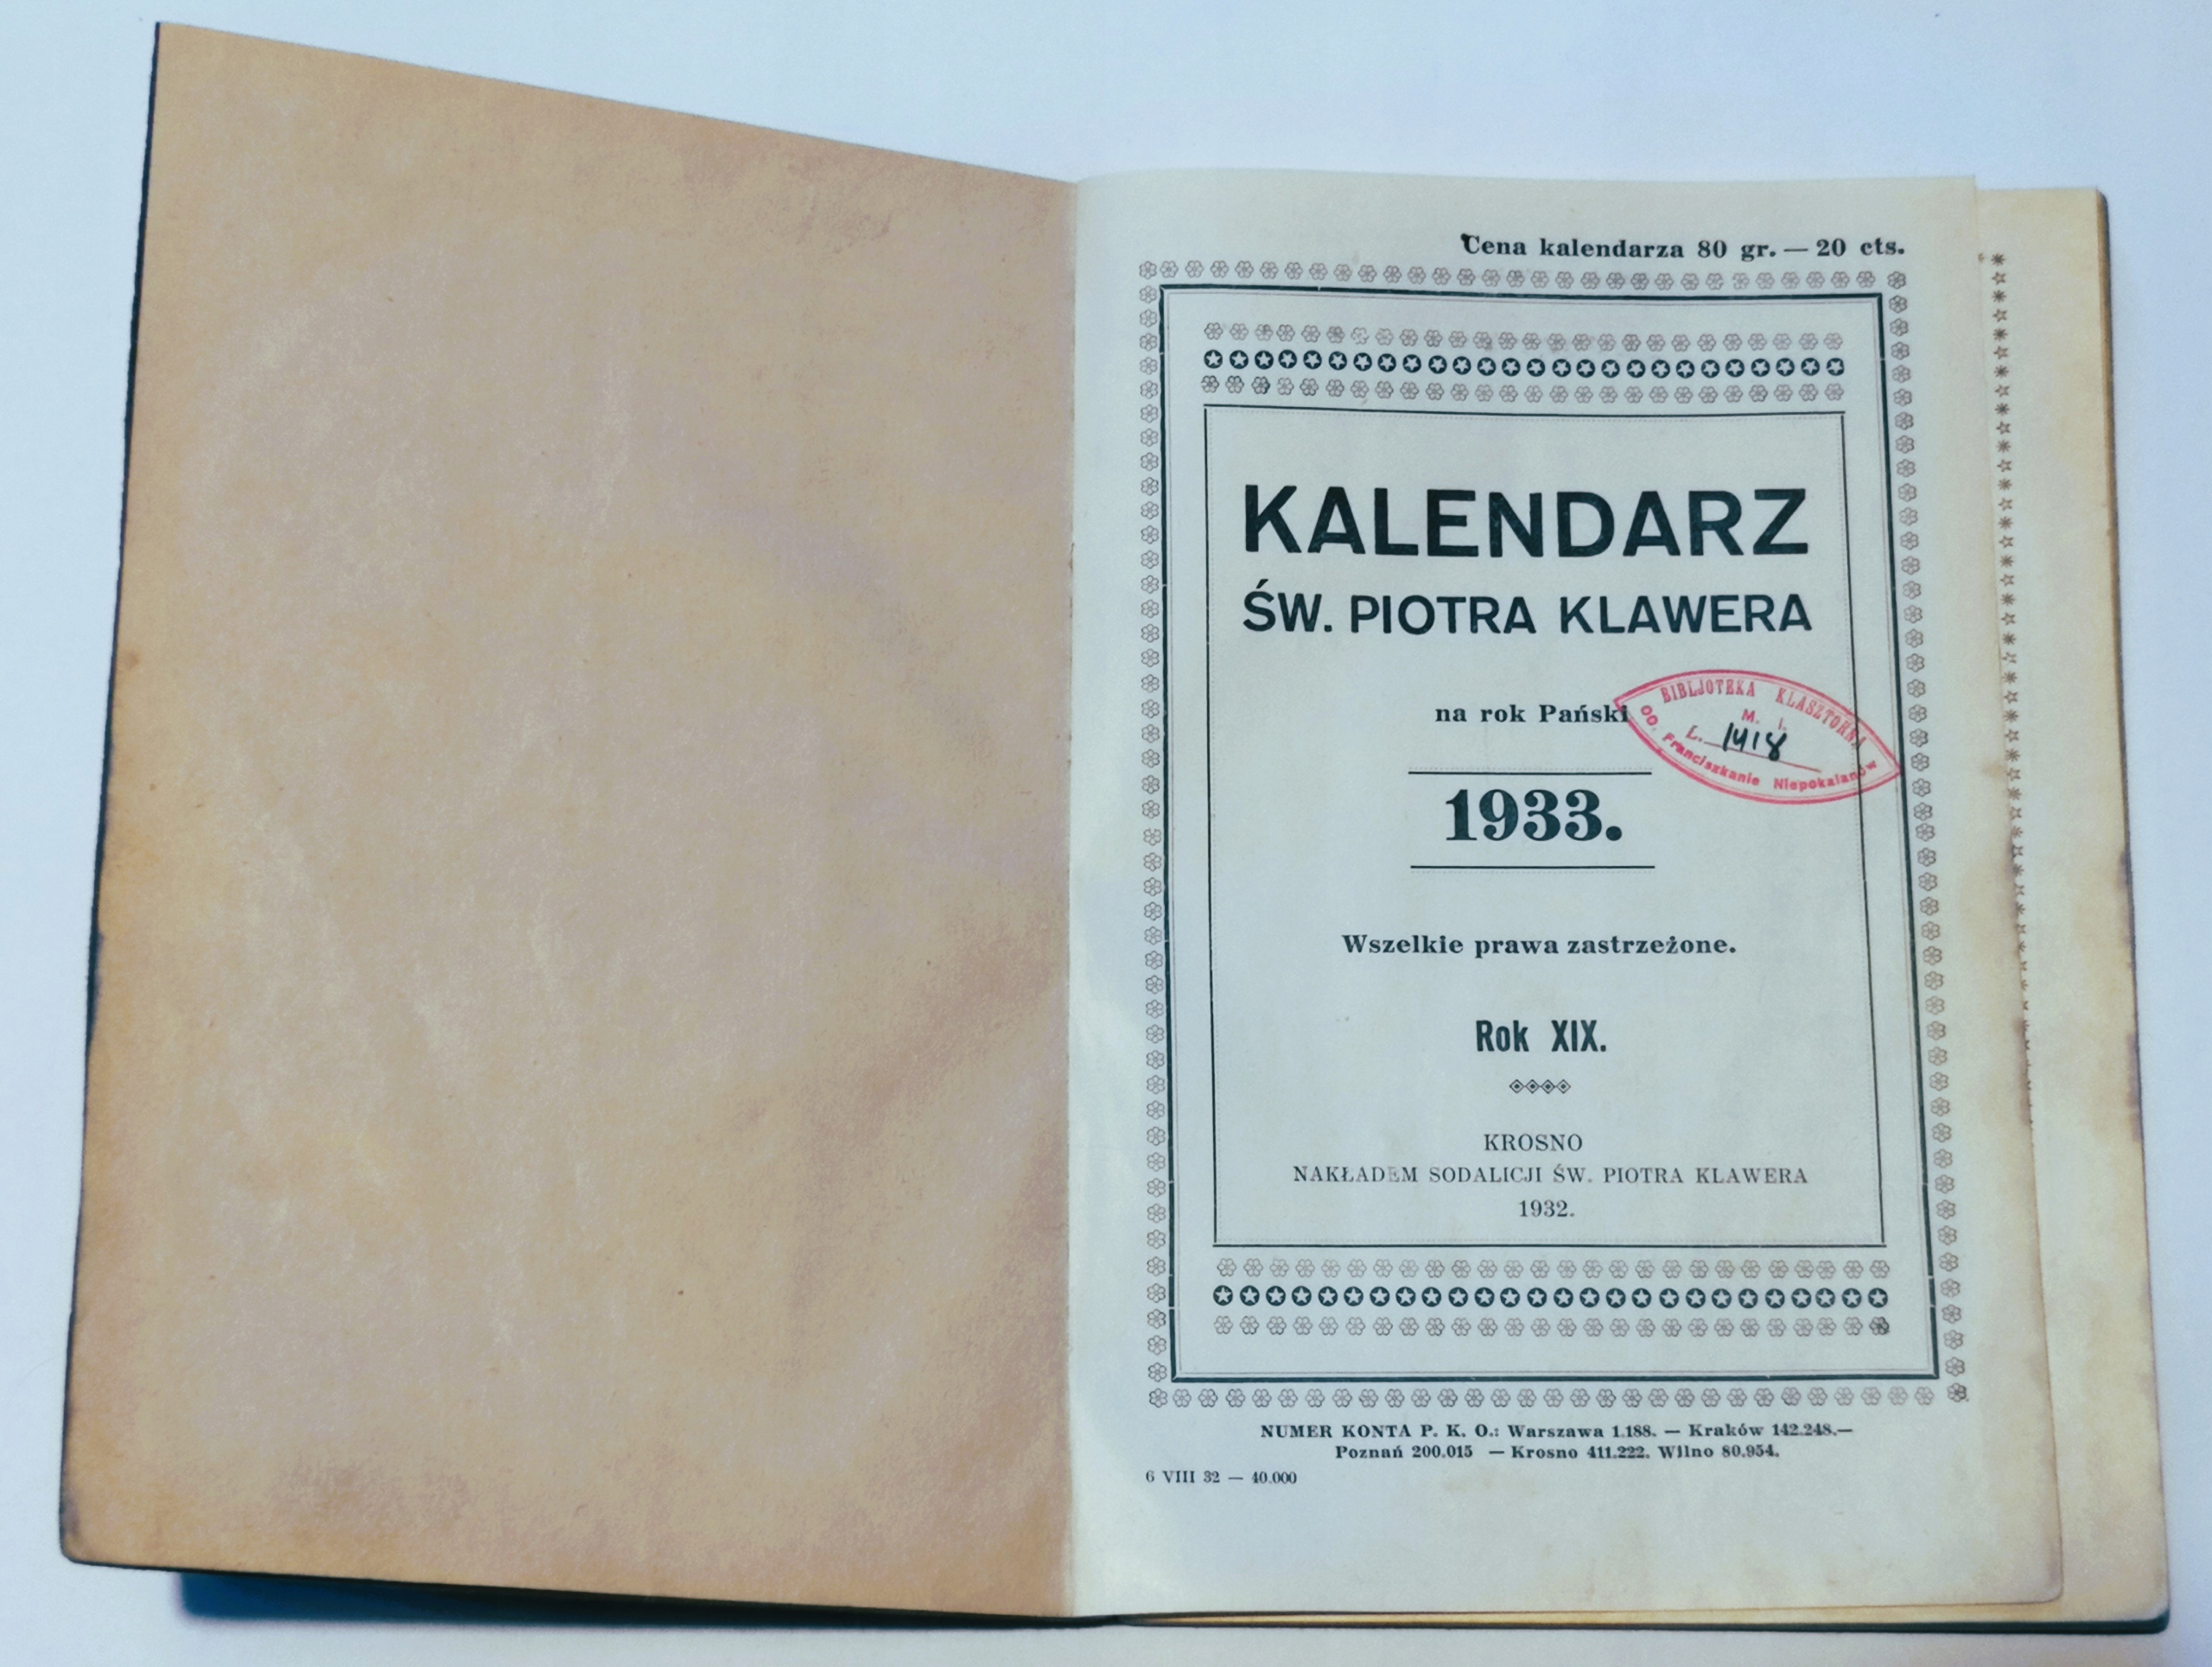 Cena kalendarza 80 gr. — 20 cts.
KALENDARZ
ŚW. PIOTRA KLAWERA
na rok Pański
BIBLJOTEKA KLASZTORNA
M. I.
L. 1418
OO. Franciszkanie Niepokalanów
1933.
Wszelkie prawa zastrzeżone.
Rok XIX.
KROSNO
NAKŁADEM SODALICJI ŚW. PIOTRA KLAWERA
1932.
NUMER KONTA P. K. O.: Warszawa 1.188. — Kraków 142.248.—
Poznań 200.015 — Krosno 411.222. Wilno 80.954.
6 VIII 32 — 40.000